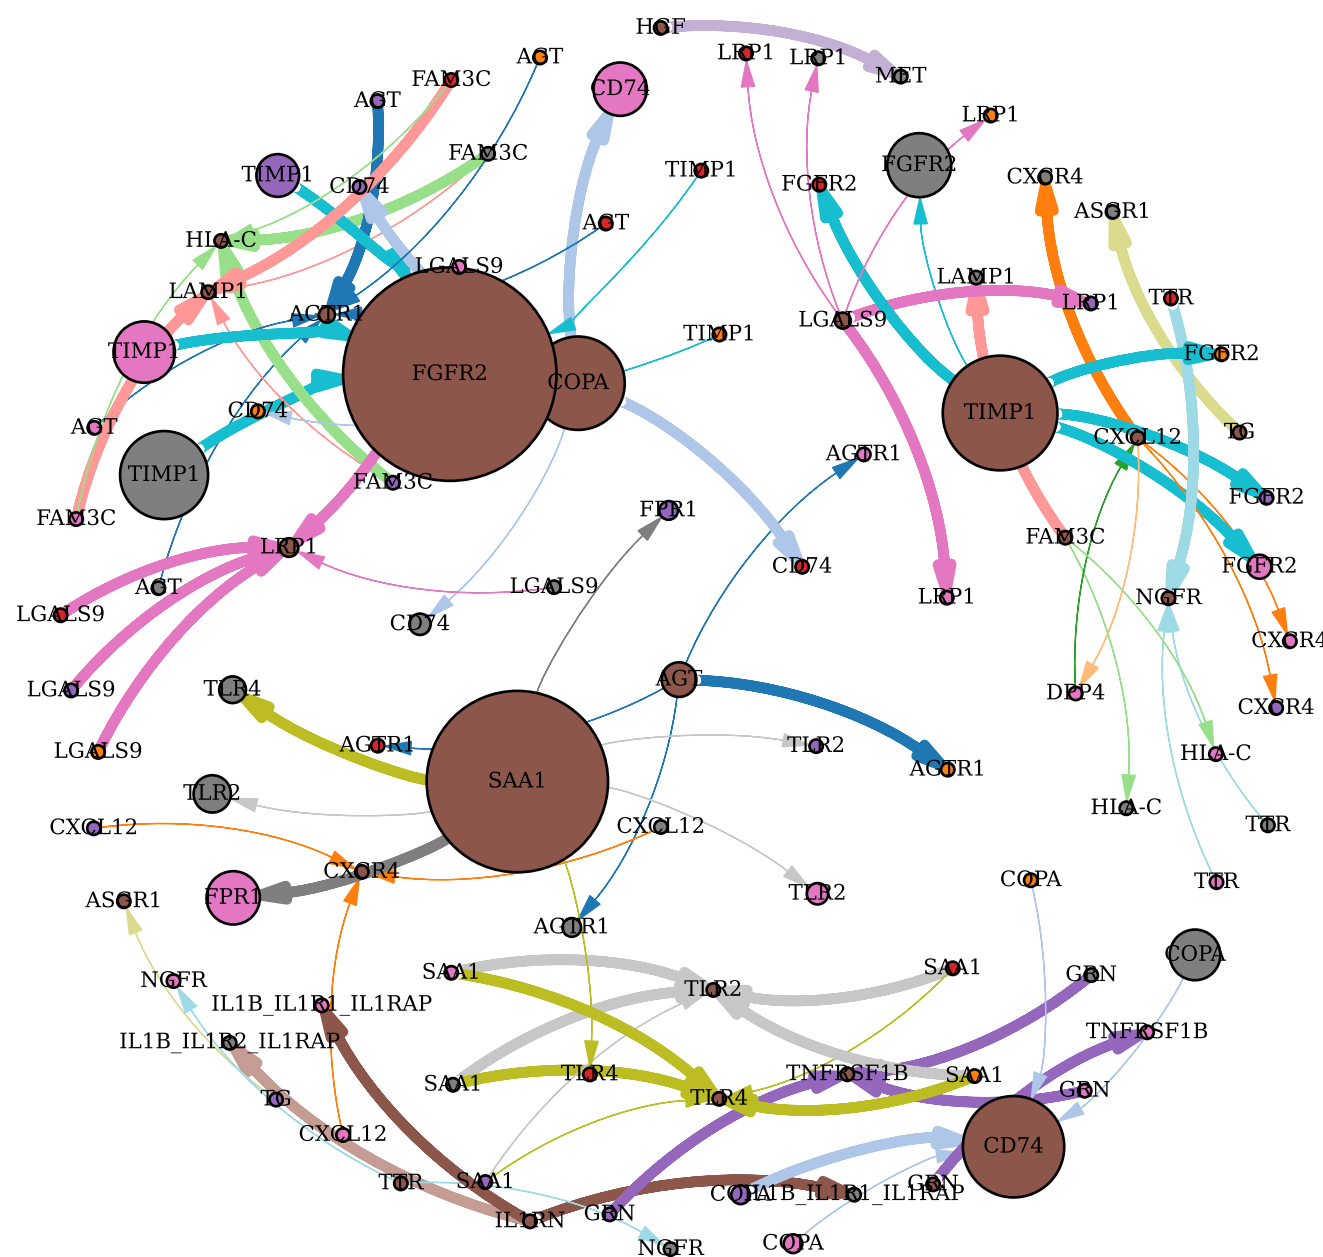 HGF
LRP1
LRP1
MET
AGT
FAM3C
AGT
CD74
LRP1
FAM3C
FGFR2
TIMP1
CD74
TIMP1
FGFR2
CXCR4
ASGR1
AGT
HLA-C
LGALS9
LAMP1
LAMP1
LRP1
TTR
AGTR1
LGALS9
TIMP1
TIMP1
FGFR2
FGFR2
COPA
CD74
TIMP1
AGT
CXCL12
TG
TIMP1
FAM3C
AGTR1
FGFR2
FAM3C
FPR1
FAM3C
LRP1
CD74
FGFR2
AGT
LGALS9
LRP1
NGFR
LGALS9
CD74
CXCR4
LGALS9
TLR4
AGT
DPP4
CXCR4
LGALS9
AGTR1
TLR2
HLA-C
AGTR1
SAA1
TLR2
HLA-C
CXCL12
CXCL12
TTR
CXCR4
COPA
TTR
ASGR1
FPR1
TLR2
AGTR1
COPA
NGFR
SAA1
SAA1
GRN
TLR2
IL1B_IL1R1_IL1RAP
TNFRSF1B
IL1B_IL1R2_IL1RAP
TLR4
TNFRSF1B
SAA1
SAA1
GRN
TG
TLR4
CXCL12
CD74
TTR
SAA1
GRN
COPA
IL1B_IL1R1_IL1RAP
IL1RN
GRN
NGFR
COPA